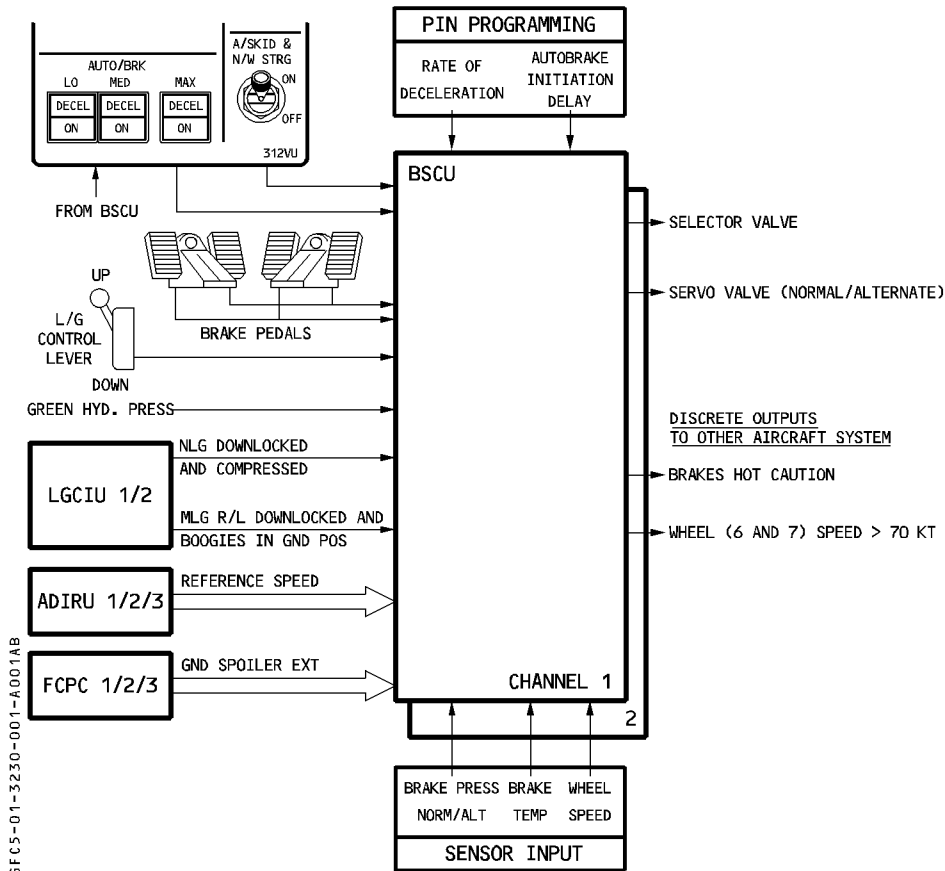 PIN PROGRAMMING
RATE OF
DECELERATION
AUTOBRAKE
INITIATION
DELAY
A/SKID &
N/W STRG
ON
OFF
AUTO/BRK
LO
MED
MAX
DECEL
DECEL
DECEL
ON
ON
ON
312VU
FROM BSCU
BSCU
SELECTOR VALVE
SERVO VALVE (NORMAL/ALTERNATE)
UP
L/G
CONTROL
LEVER
DOWN
BRAKE PEDALS
GREEN HYD. PRESS
DISCRETE OUTPUTS
TO OTHER AIRCRAFT SYSTEM
BRAKES HOT CAUTION
WHEEL (6 AND 7) SPEED > 70 KT
LGCIU 1/2
NLG DOWNLOCKED
AND COMPRESSED
MLG R/L DOWNLOCKED AND
BOOGIES IN GND POS
ADIRU 1/2/3
REFERENCE SPEED
FCPC 1/2/3
GND SPOILER EXT
CHANNEL 1
2
BRAKE PRESS
NORM/ALT
BRAKE
TEMP
WHEEL
SPEED
SENSOR INPUT
GFC5-01-3230-001-A001AB